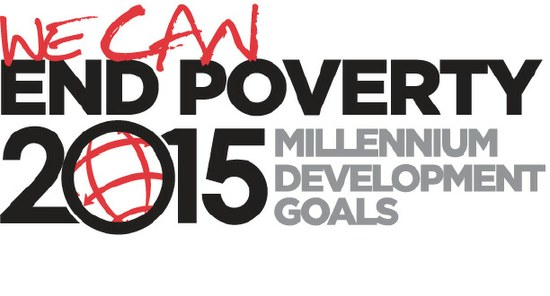 WE CAN
END POVERTY
2015 MILLENNIUM
DEVELOPMENT
GOALS